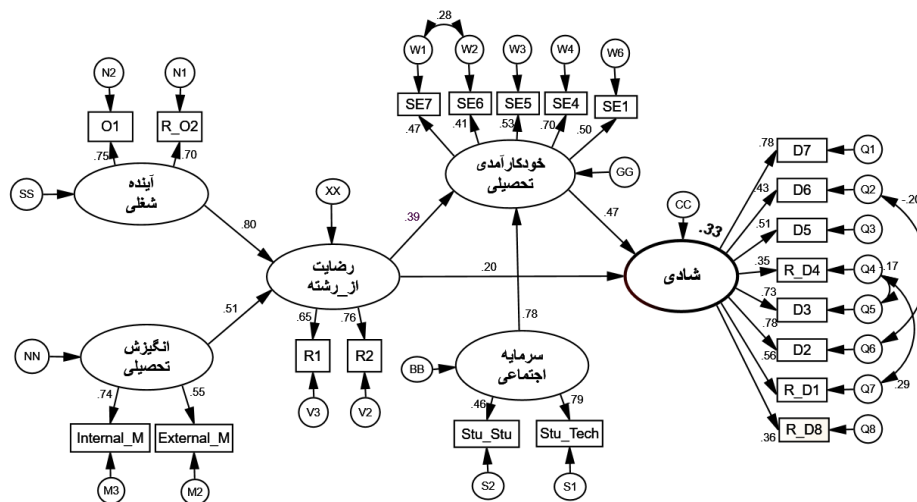 N2
N1
O1
R_O2
.75
.70
SS
آینده
شغلی
.80
.28
W1
W2
W3
W4
W6
SE7
SE6
SE5
SE4
SE1
.47
.41
.53
.70
.50
خودکارآمدی
تحصیلی
GG
XX
.39
رضایت
از_رشته
.65
.76
R1
R2
V3
V2
.51
NN
انگیزش
تحصیلی
.74
.55
Internal_M
External_M
M3
M2
.20
.47
.78
BB
سرمایه
اجتماعی
.46
.79
Stu_Stu
Stu_Tech
S2
S1
CC
.33
شادی
.78
D7
Q1
.43
D6
Q2
-.20
.51
D5
Q3
.35
R_D4
Q4
.17
.73
D3
Q5
.78
D2
Q6
.56
R_D1
Q7
.29
.36
R_D8
Q8